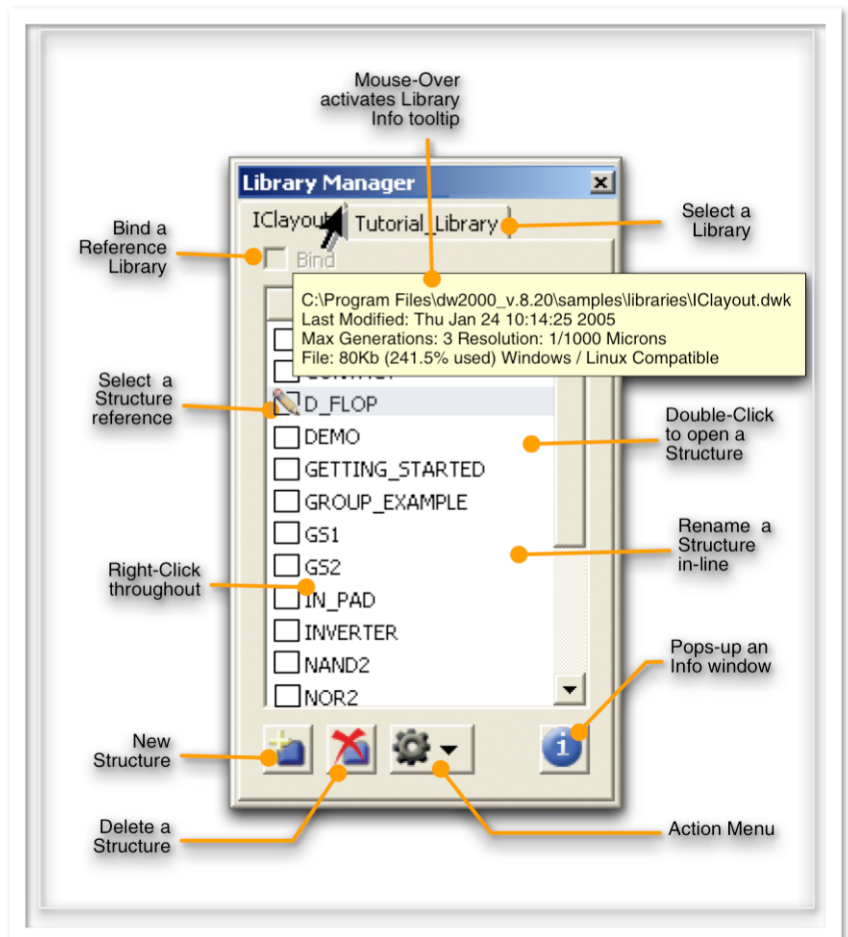 Mouse-Over
activates Library
Info tooltip
Library Manager
IClayout
Tutorial_Library
Select a
Library
Bind a
Reference
Library
Bind
C:\Program Files\dw2000_v.8.20\samples\libraries\IClayout.dwk
Last Modified: Thu Jan 24 10:14:25 2005
Max Generations: 3 Resolution: 1/1000 Microns
File: 80Kb (241.5% used) Windows / Linux Compatible
Select a
Structure
reference
D_FLOP
DEMO
GETTING_STARTED
GROUP_EXAMPLE
GS1
GS2
IN_PAD
INVERTER
NAND2
NOR2
Double-Click
to open a
Structure
Rename a
Structure
in-line
Right-Click
throughout
Pops-up an
Info window
New
Structure
Delete a
Structure
Action Menu